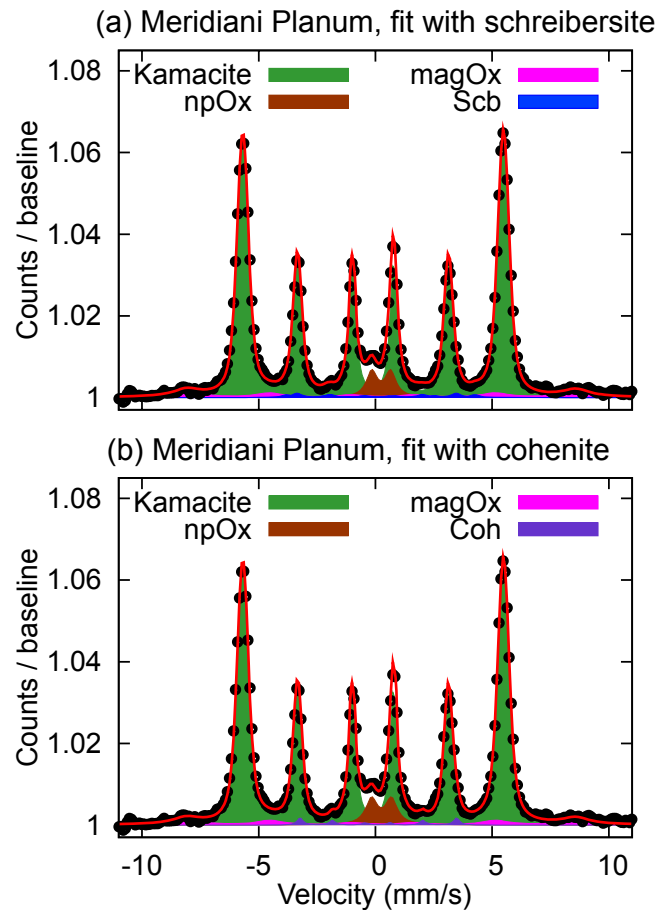 (a) Meridiani Planum, fit with schreibersite
1.08
Kamacite magOx
npOx Scb
1.06
1.04
1.02
1
Counts / baseline
(b) Meridiani Planum, fit with cohenite
1.08
Kamacite magOx
npOx Coh
1.06
1.04
1.02
1
Counts / baseline
-10 -5 0 5 10
Velocity (mm/s)